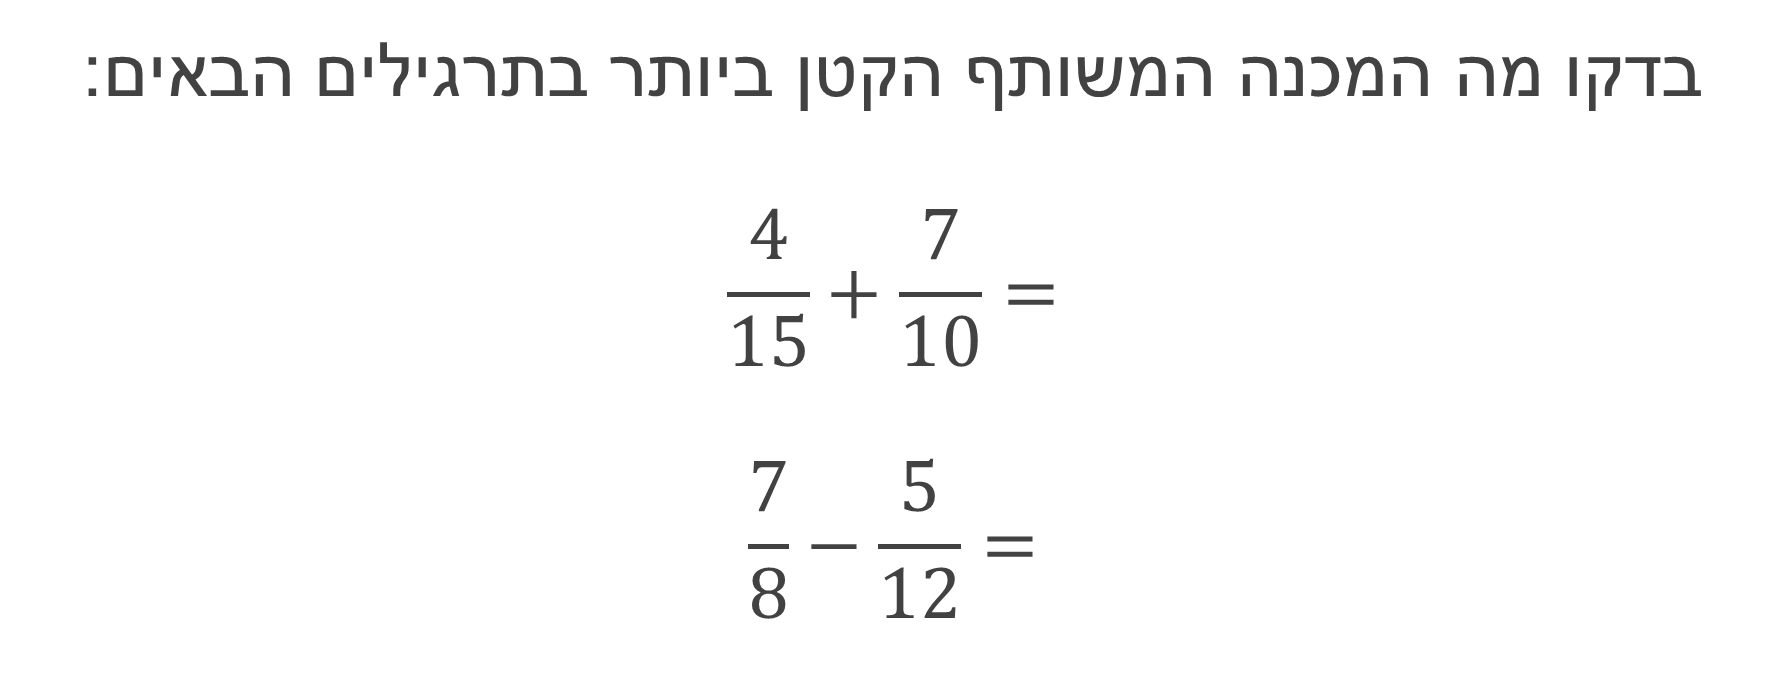 בדקו מה המכנה המשותף הקטן ביותר בתרגילים הבאים:
4/15 + 7/10 =
7/8 − 5/12 =